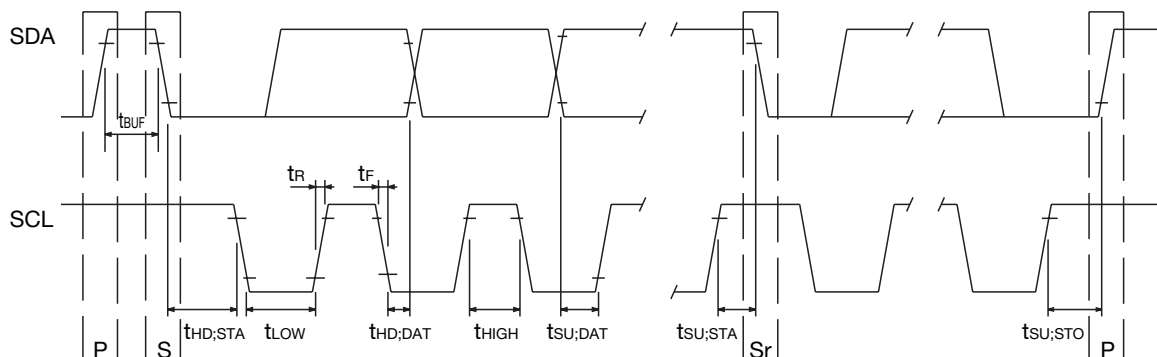 SDA
tBUF
tR tF
SCL
tHD;STA tLOW tHD;DAT tHIGH tSU;DAT tSU;STA tSU;STO
P S Sr P